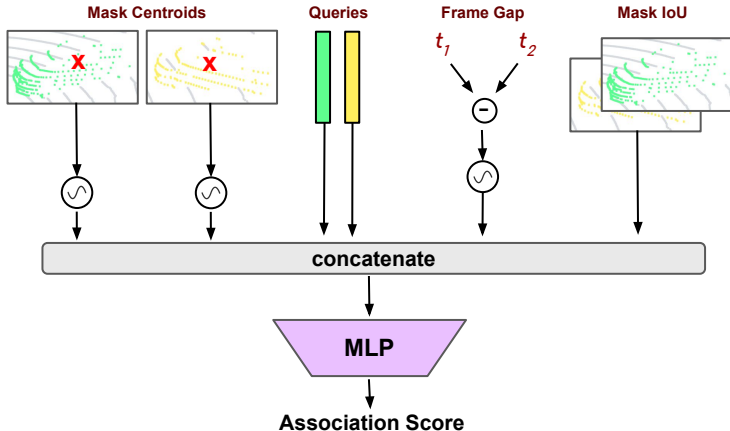 Mask Centroids
Queries
Frame Gap
Mask IoU
t1
t2
x
x
-
concatenate
MLP
Association Score